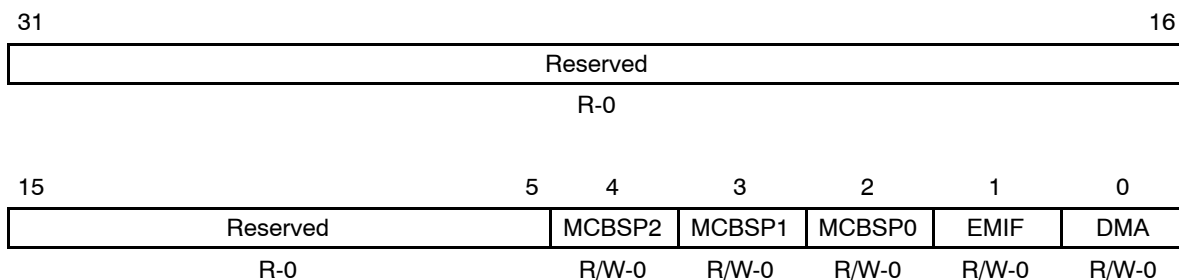 31 16
Reserved
R-0
15 5 4 3 2 1 0
Reserved MCBSP2 MCBSP1 MCBSP0 EMIF DMA
R-0 R/W-0 R/W-0 R/W-0 R/W-0 R/W-0